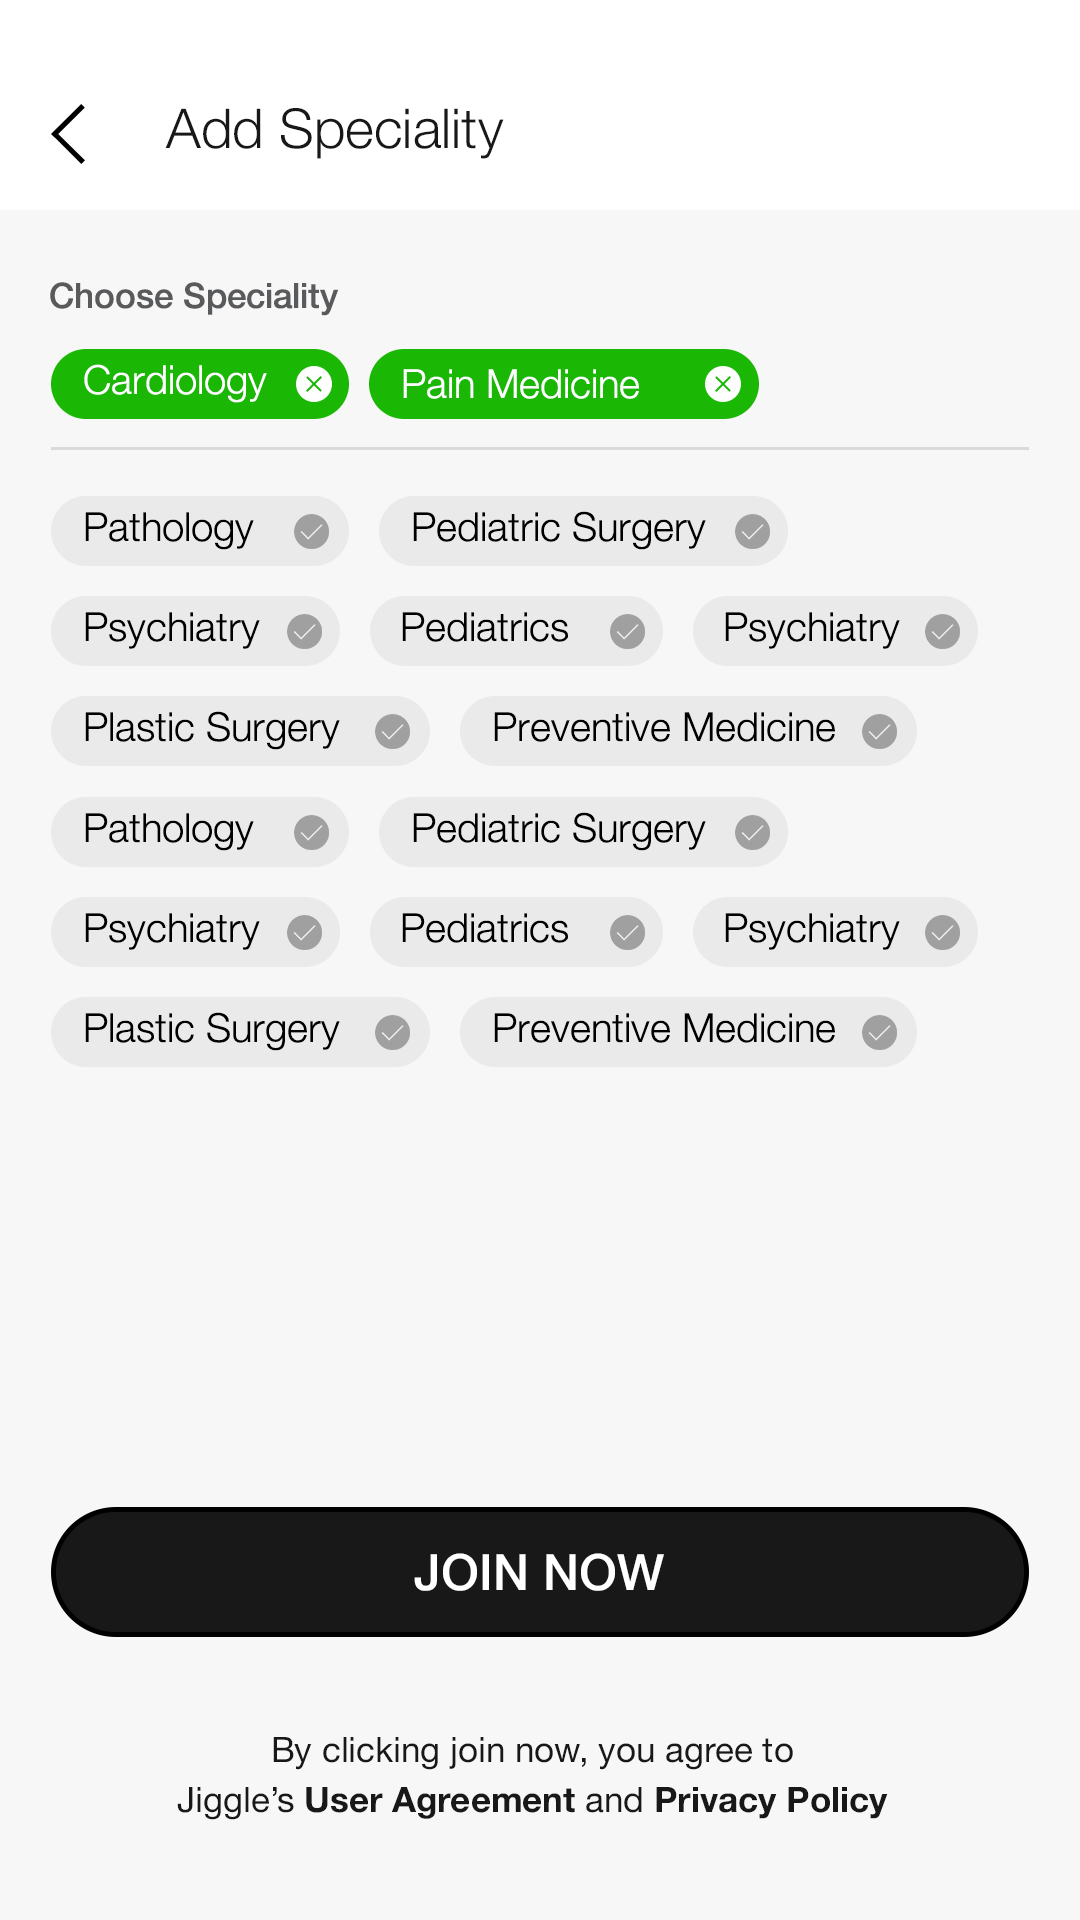 Add Speciality
Choose Speciality
Cardiology Pain Medicine
Pathology Pediatric Surgery
Psychiatry Pediatrics Psychiatry
Plastic Surgery Preventive Medicine
Pathology Pediatric Surgery
Psychiatry Pediatrics Psychiatry
Plastic Surgery Preventive Medicine
JOIN NOW
By clicking join now, you agree to
Jiggle’s User Agreement and Privacy Policy